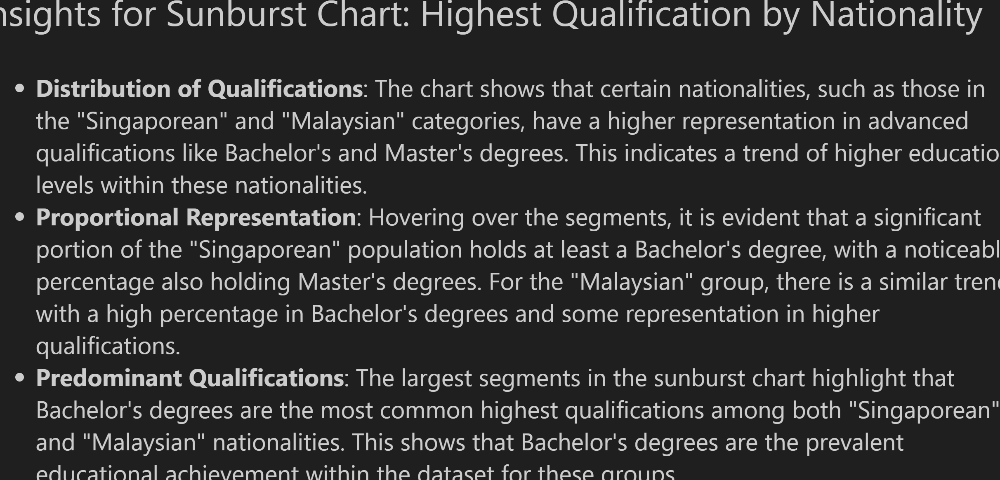 nsights for Sunburst Chart: Highest Qualification by Nationality
• Distribution of Qualifications: The chart shows that certain nationalities, such as those in
the "Singaporean" and "Malaysian" categories, have a higher representation in advanced
qualifications like Bachelor's and Master's degrees. This indicates a trend of higher educatio
levels within these nationalities.
• Proportional Representation: Hovering over the segments, it is evident that a significant
portion of the "Singaporean" population holds at least a Bachelor's degree, with a noticeabl
percentage also holding Master's degrees. For the "Malaysian" group, there is a similar tren
with a high percentage in Bachelor's degrees and some representation in higher
qualifications.
• Predominant Qualifications: The largest segments in the sunburst chart highlight that
Bachelor's degrees are the most common highest qualifications among both "Singaporean"
and "Malaysian" nationalities. This shows that Bachelor's degrees are the prevalent
educational achievement within the dataset for these groups